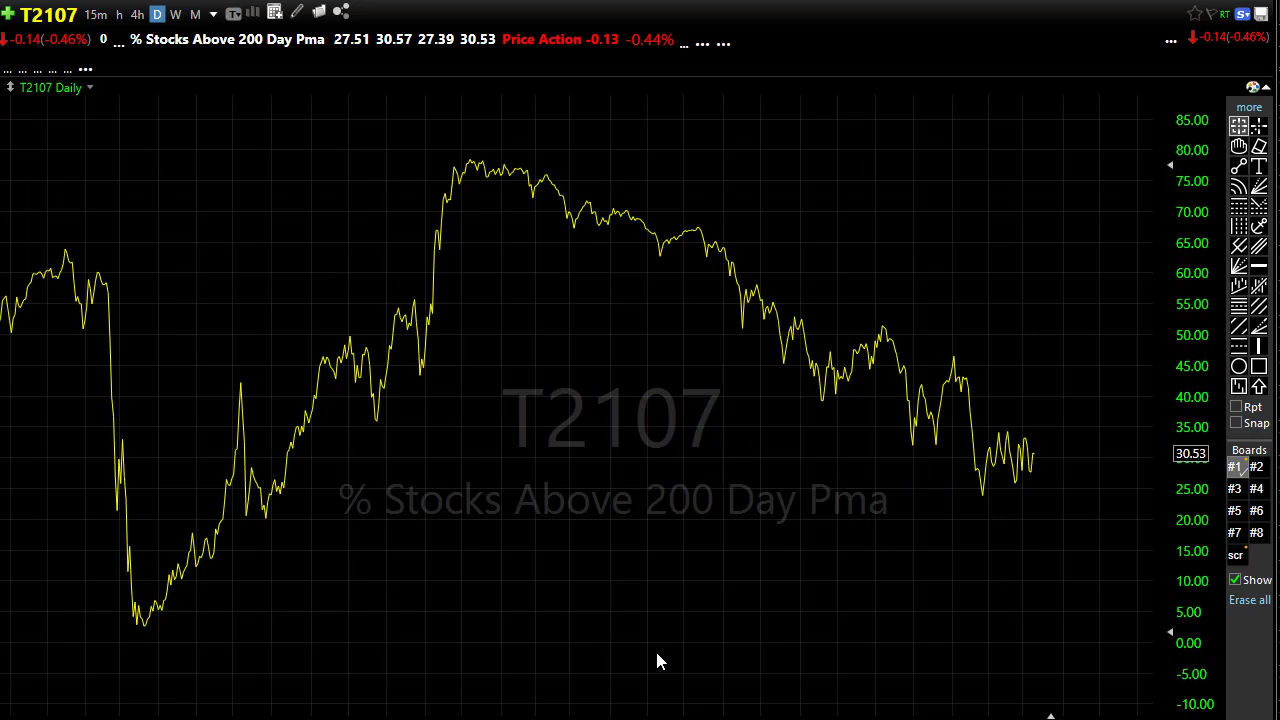 T2107 15m h 4h D W M T RT S
-0.14(-0.46%) 0 ... % Stocks Above 200 Day Pma 27.51 30.57 27.39 30.53 Price Action -0.13 -0.44% ... ... ... ... -0.14(-0.46%)
... ... ... ... ... ...
T2107 Daily
more
85.00
80.00
75.00
70.00
65.00
60.00
55.00
50.00
45.00
40.00
35.00
30.53
25.00
20.00
15.00
10.00
5.00
0.00
-5.00
-10.00
T2107
% Stocks Above 200 Day Pma
T
Rpt
Snap
Boards
#1 #2
#3 #4
#5 #6
#7 #8
scr
Show
Erase all